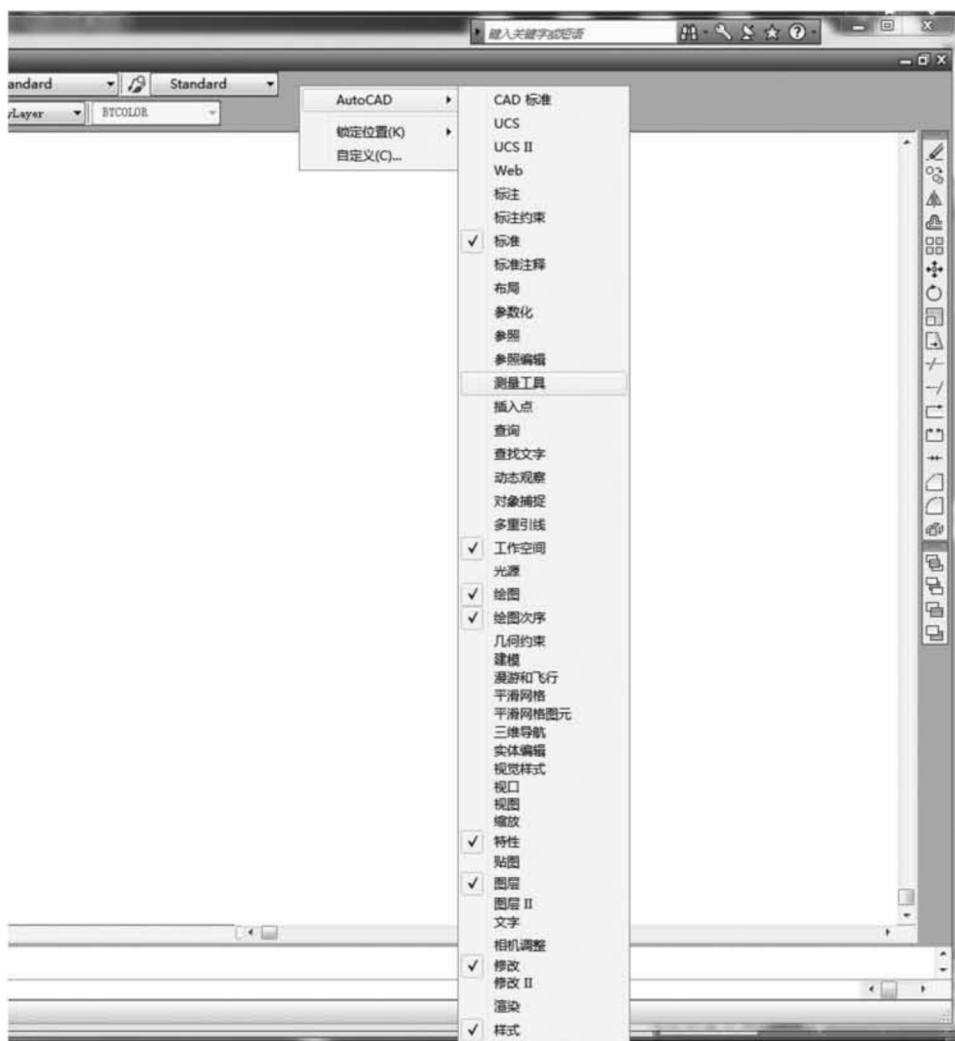 键入关键字或短语
andard
Standard
yLayer
BYCOLOR
AutoCAD
锁定位置(K)
自定义(C)...
CAD 标准
UCS
UCS II
Web
标注
标注约束
标准
标准注释
布局
参数化
参照
参照编辑
测量工具
插入点
查询
查找文字
动态观察
对象捕捉
多重引线
工作空间
光源
绘图
绘图次序
几何约束
建模
漫游和飞行
平滑网格
平滑网格图元
三维导航
实体编辑
视觉样式
视口
视图
缩放
特性
贴图
图层
图层 II
文字
相机调整
修改
修改 II
渲染
样式